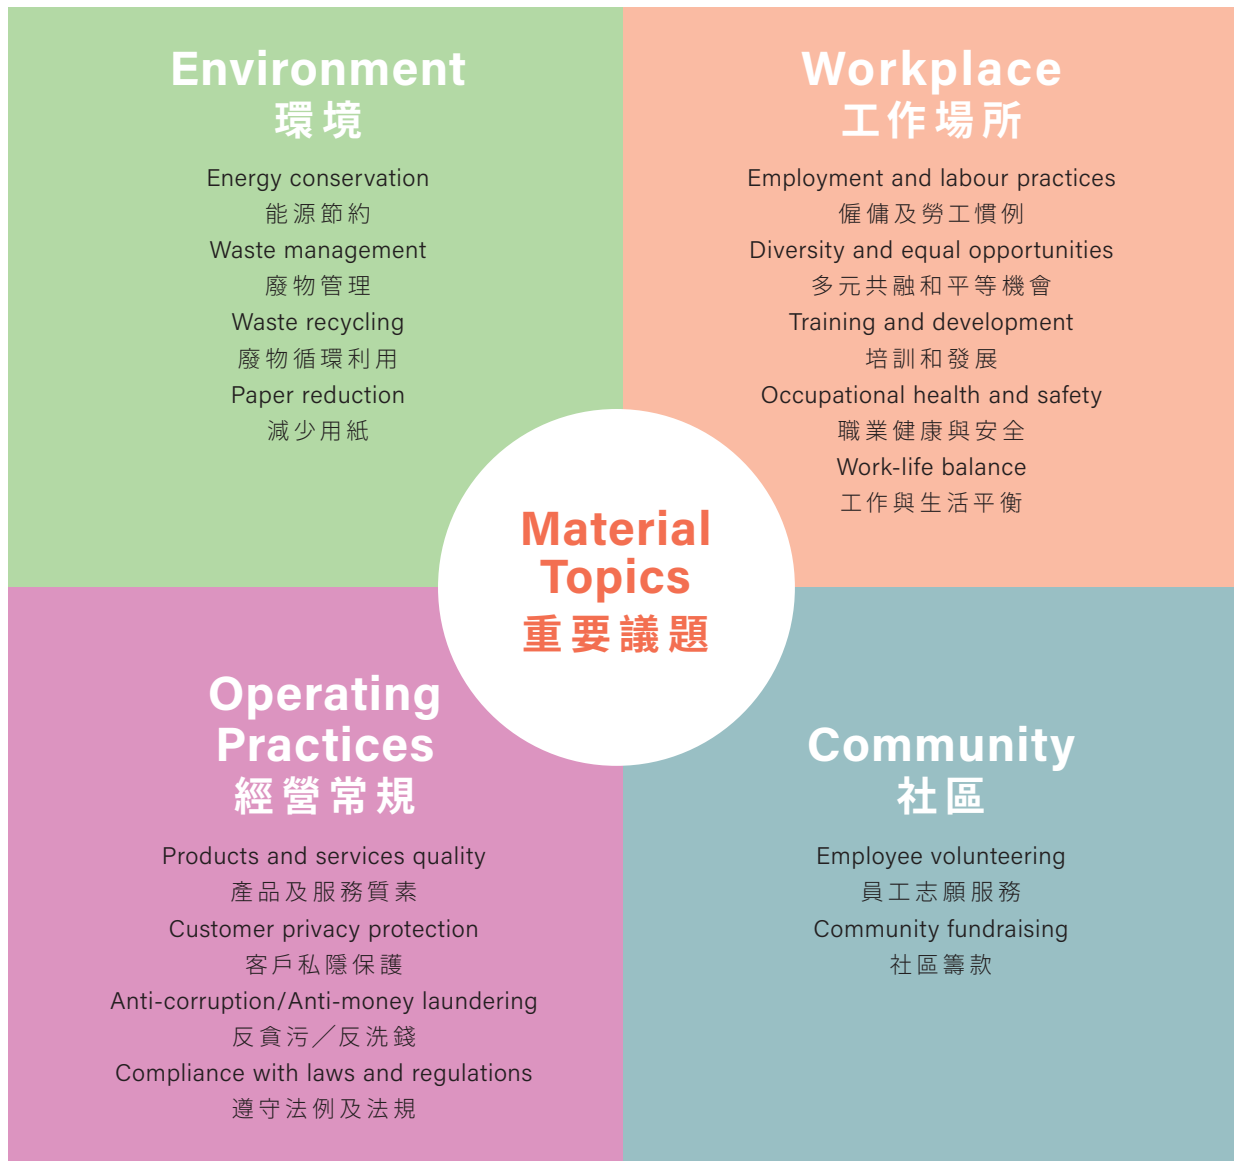 Environment
環境
Energy conservation
能源節約
Waste management
廢物管理
Waste recycling
廢物循環利用
Paper reduction
減少用紙
Workplace
工作場所
Employment and labour practices
僱傭及勞工慣例
Diversity and equal opportunities
多元共融和平等機會
Training and development
培訓和發展
Occupational health and safety
職業健康與安全
Work-life balance
工作與生活平衡
Material
Topics
重要議題
Operating
Practices
經營常規
Products and services quality
產品及服務質素
Customer privacy protection
客戶私隱保護
Anti-corruption/Anti-money laundering
反貪污／反洗錢
Compliance with laws and regulations
遵守法例及法規
Community
社區
Employee volunteering
員工志願服務
Community fundraising
社區籌款